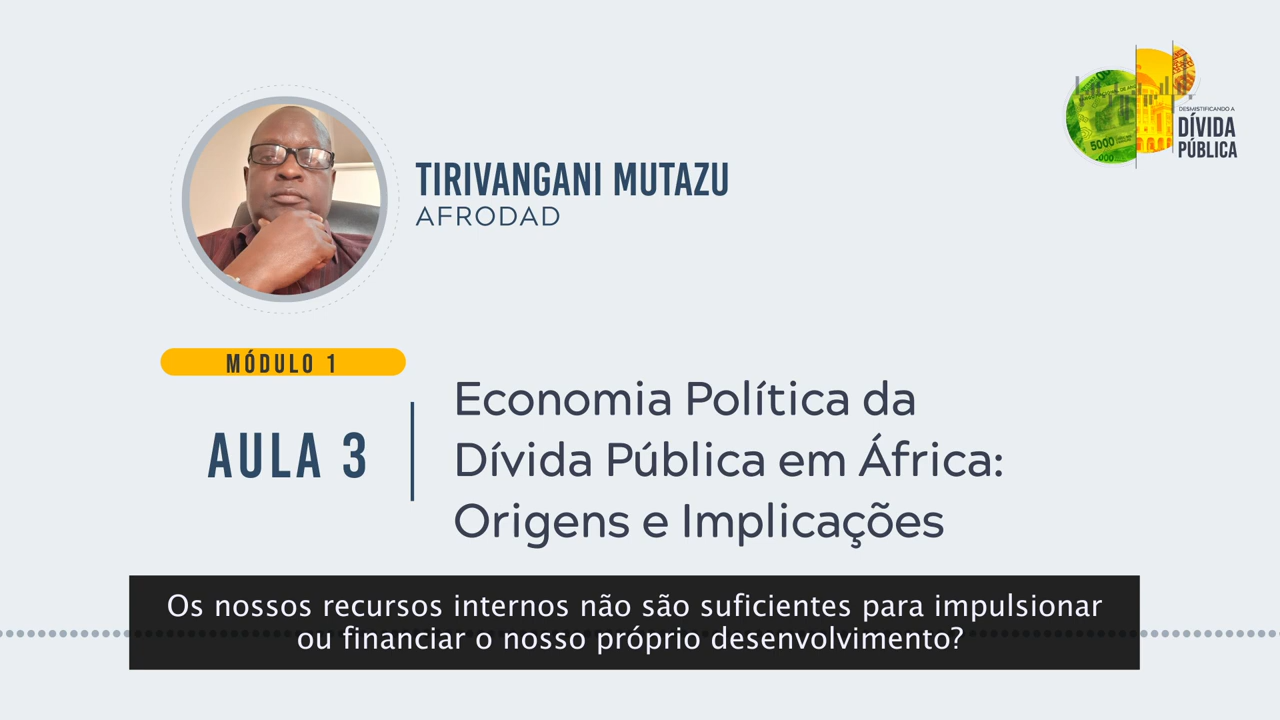 TIRIVANGANI MUTAZU
AFRODAD
DESMISTIFICANDO A
DÍVIDA
PÚBLICA
5000
MÓDULO 1
AULA 3
Economia Política da
Dívida Pública em África:
Origens e Implicações
Os nossos recursos internos não são suficientes para impulsionar
ou financiar o nosso próprio desenvolvimento?